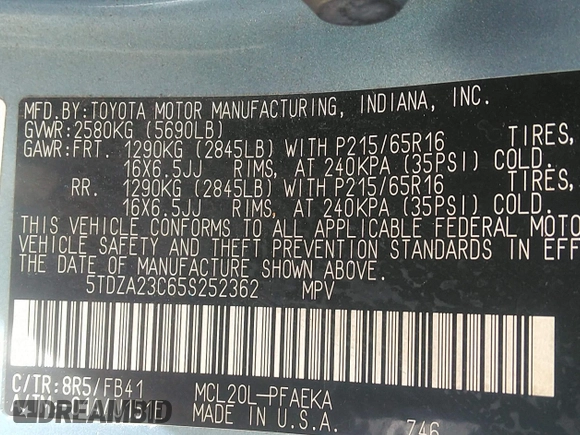 MFD.BY:TOYOTA MOTOR MANUFACTURING, INDIANA, INC.
GVWR:2580KG (5690LB)
GAWR:FRT. 1290KG (2845LB) WITH P215/65R16 TIRES,
16X6.5JJ RIMS, AT 240KPA (35PSI) COLD.
RR. 1290KG (2845LB) WITH P215/65R16 TIRES,
16X6.5JJ RIMS, AT 240KPA (35PSI) COLD.
THIS VEHICLE CONFORMS TO ALL APPLICABLE FEDERAL MOTO
VEHICLE SAFETY AND THEFT PREVENTION STANDARDS IN EFF
THE DATE OF MANUFACTURE SHOWN ABOVE.
5TDZA23C65S252362 MPV
C/TR:8R5/FB41 MCL20L-PFAEKA
MADE IN U.S.A. 746
DREAMBID